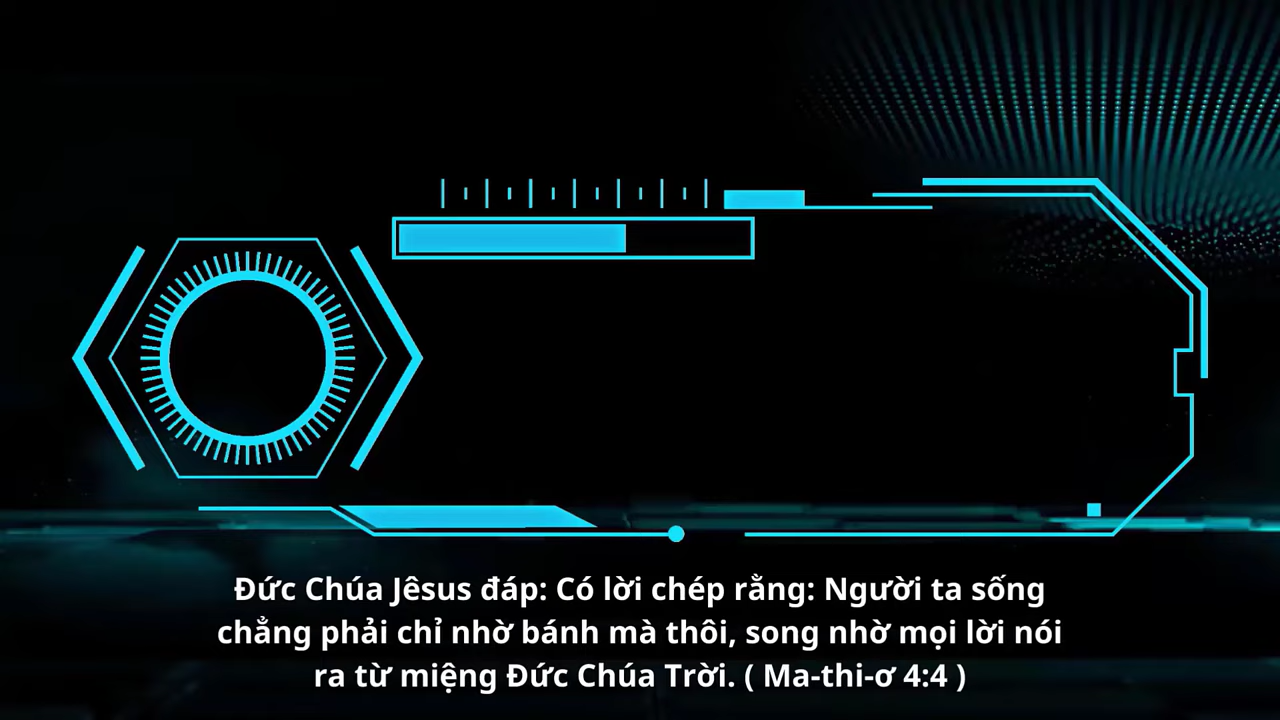 Đức Chúa Jêsus đáp: Có lời chép rằng: Người ta sống
chẳng phải chỉ nhờ bánh mà thôi, song nhờ mọi lời nói
ra từ miệng Đức Chúa Trời. ( Ma-thi-ơ 4:4 )